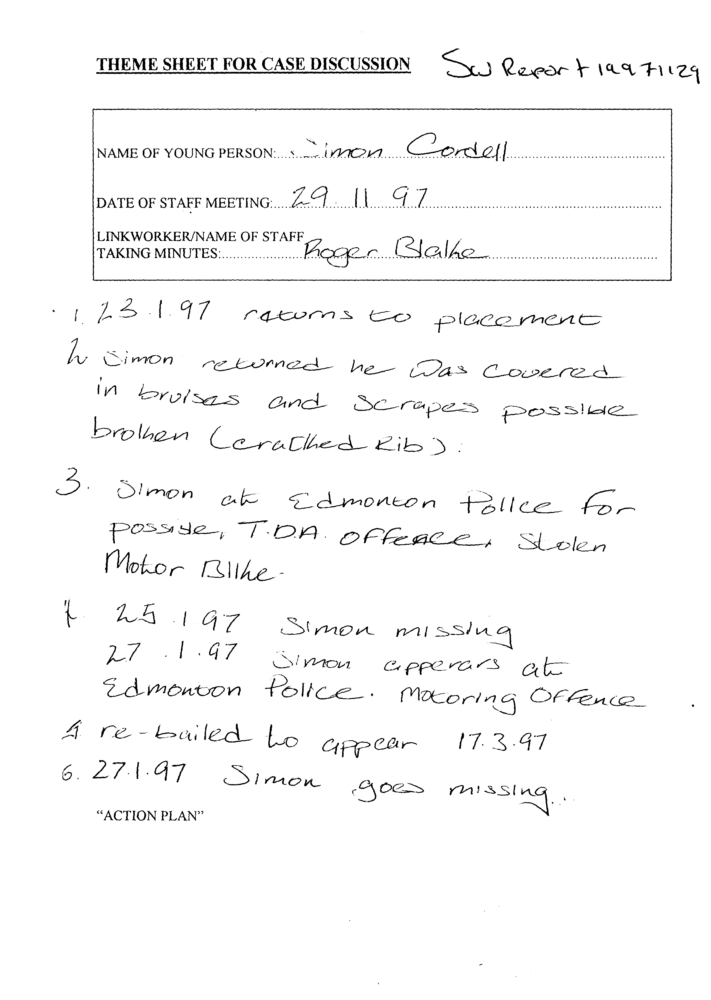 THEME SHEET FOR CASE DISCUSSION SW Report 19971129
NAME OF YOUNG PERSON: Simon Cordell
DATE OF STAFF MEETING: 29 11 97
LINKWORKER/NAME OF STAFF
TAKING MINUTES: Roger Blake
1. 23.1.97 returns to placement
2 Simon returned he was covered
in bruises and scrapes possible
broken (cracked Rib).
3. Simon at Edmonton Police For
possible, T.D.A. offence, Stolen
Motor Bike
4. 25.1.97 Simon missing
27.1.97 Simon apperars at
Edmonton Police. Motoring Offence
re-bailed to appear 17.3.97
6. 27.1.97 Simon goes missing..
"ACTION PLAN"